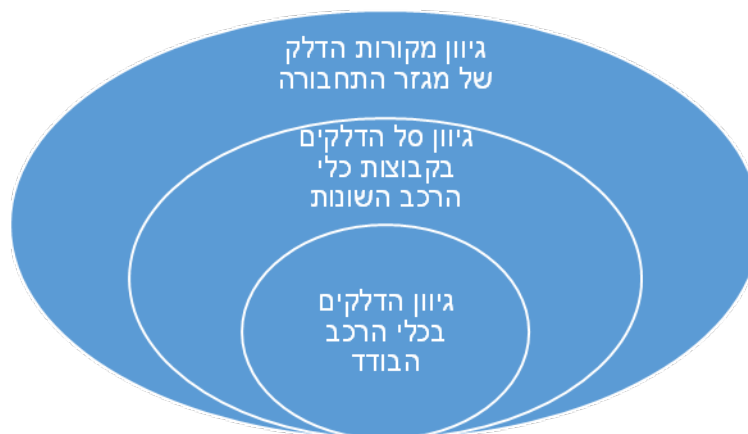 גיוון מקורות הדלק
של מגזר התחבורה
גיוון סל הדלקים
בקבוצות כלי
הרכב השונות
גיוון הדלקים
בכלי הרכב
הבודד